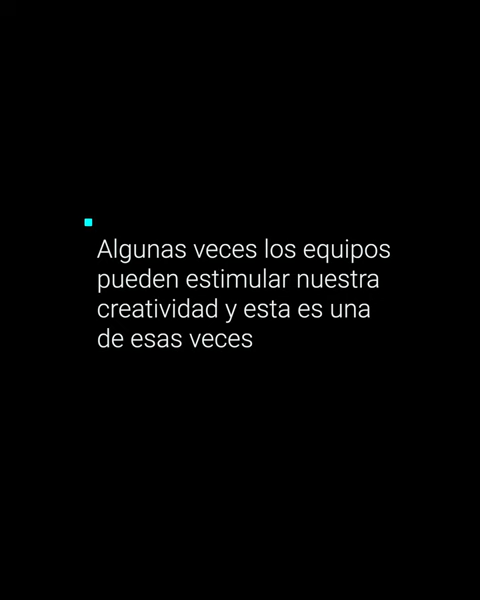 Algunas veces los equipos
pueden estimular nuestra
creatividad y esta es una
de esas veces